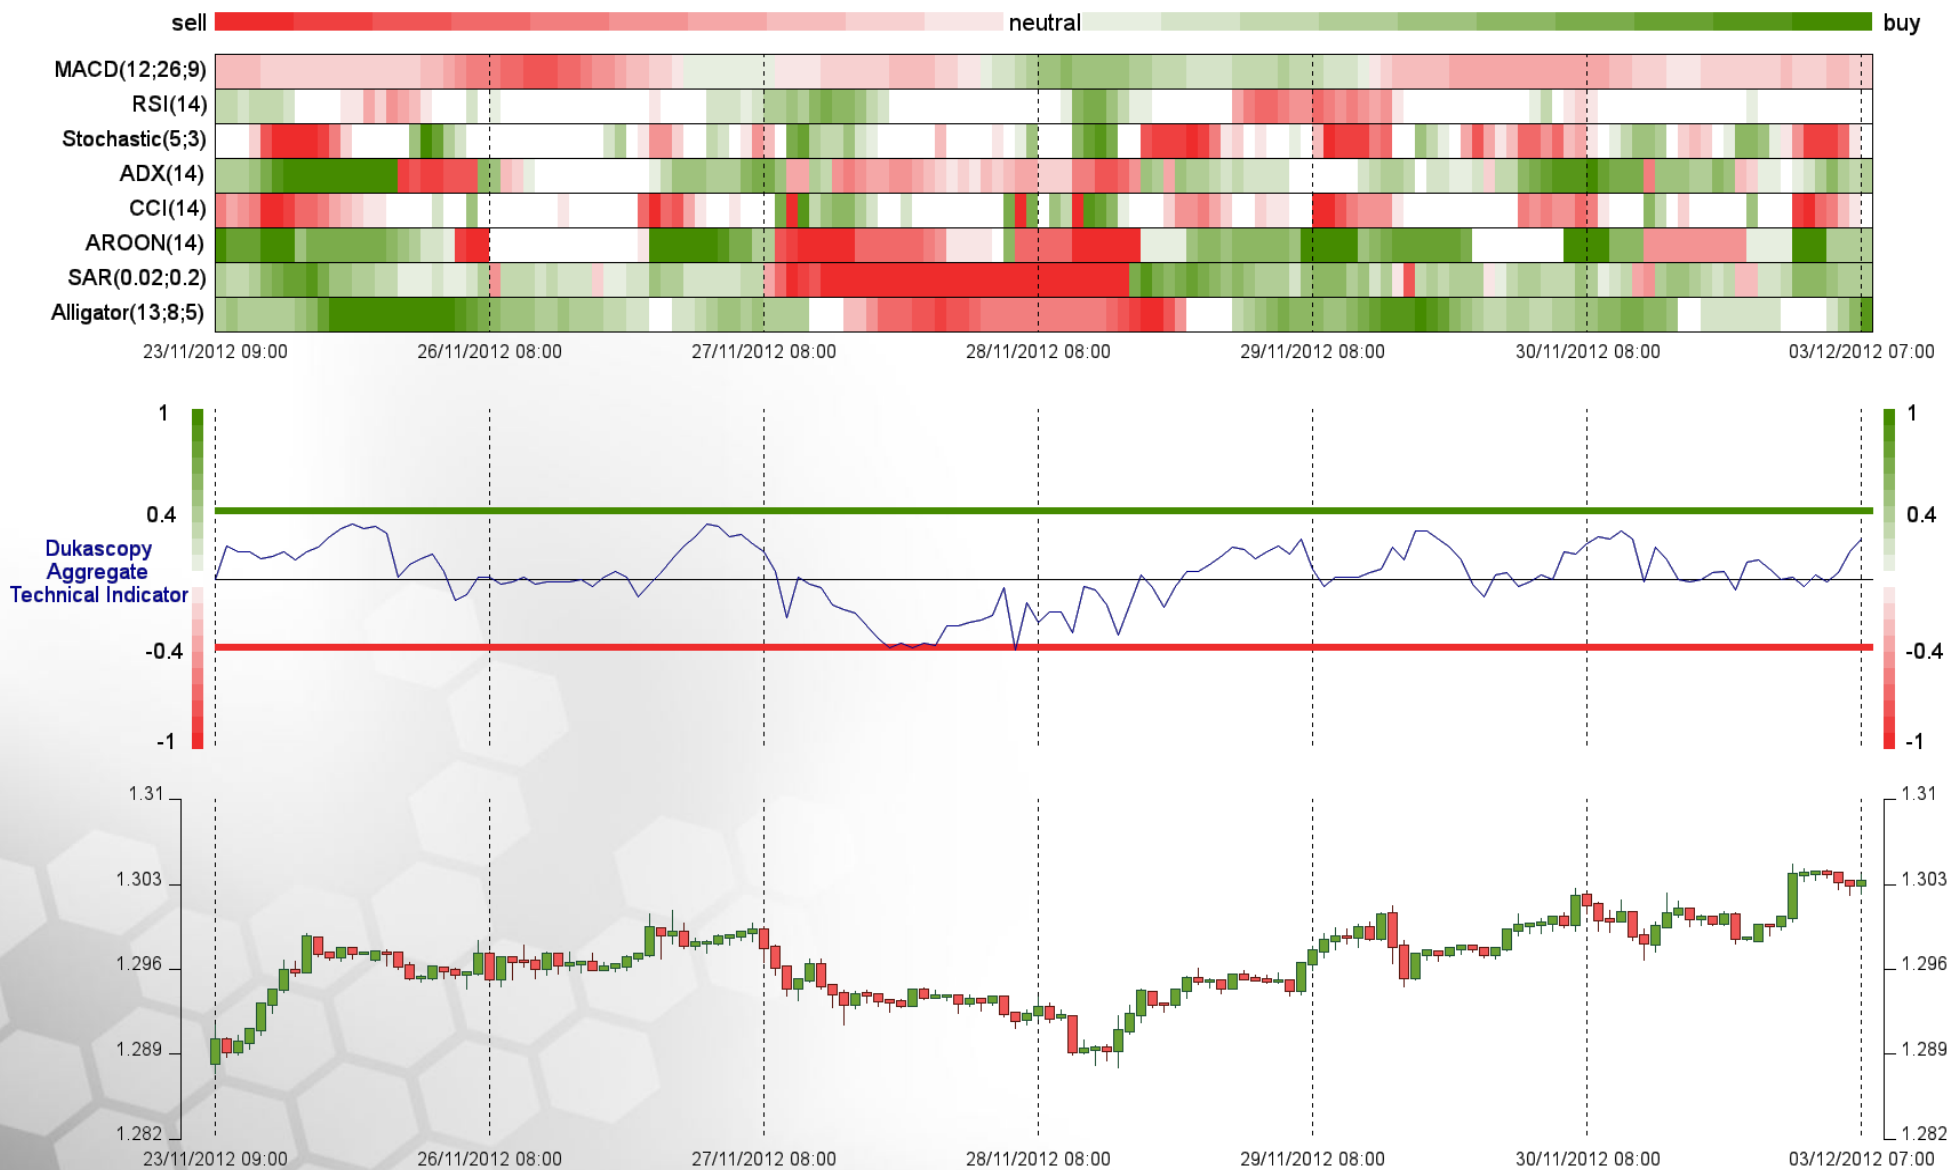 sell neutral buy
MACD(12;26;9)
RSI(14)
Stochastic(5;3)
ADX(14)
CCI(14)
AROON(14)
SAR(0.02;0.2)
Alligator(13;8;5)
23/11/2012 09:00 26/11/2012 08:00 27/11/2012 08:00 28/11/2012 08:00 29/11/2012 08:00 30/11/2012 08:00 03/12/2012 07:00
1 1
0.4 0.4
Dukascopy
Aggregate
Technical Indicator
-0.4 -0.4
-1 -1
1.31 1.31
1.303 1.303
1.296 1.296
1.289 1.289
1.282 1.282
23/11/2012 09:00 26/11/2012 08:00 27/11/2012 08:00 28/11/2012 08:00 29/11/2012 08:00 30/11/2012 08:00 03/12/2012 07:00